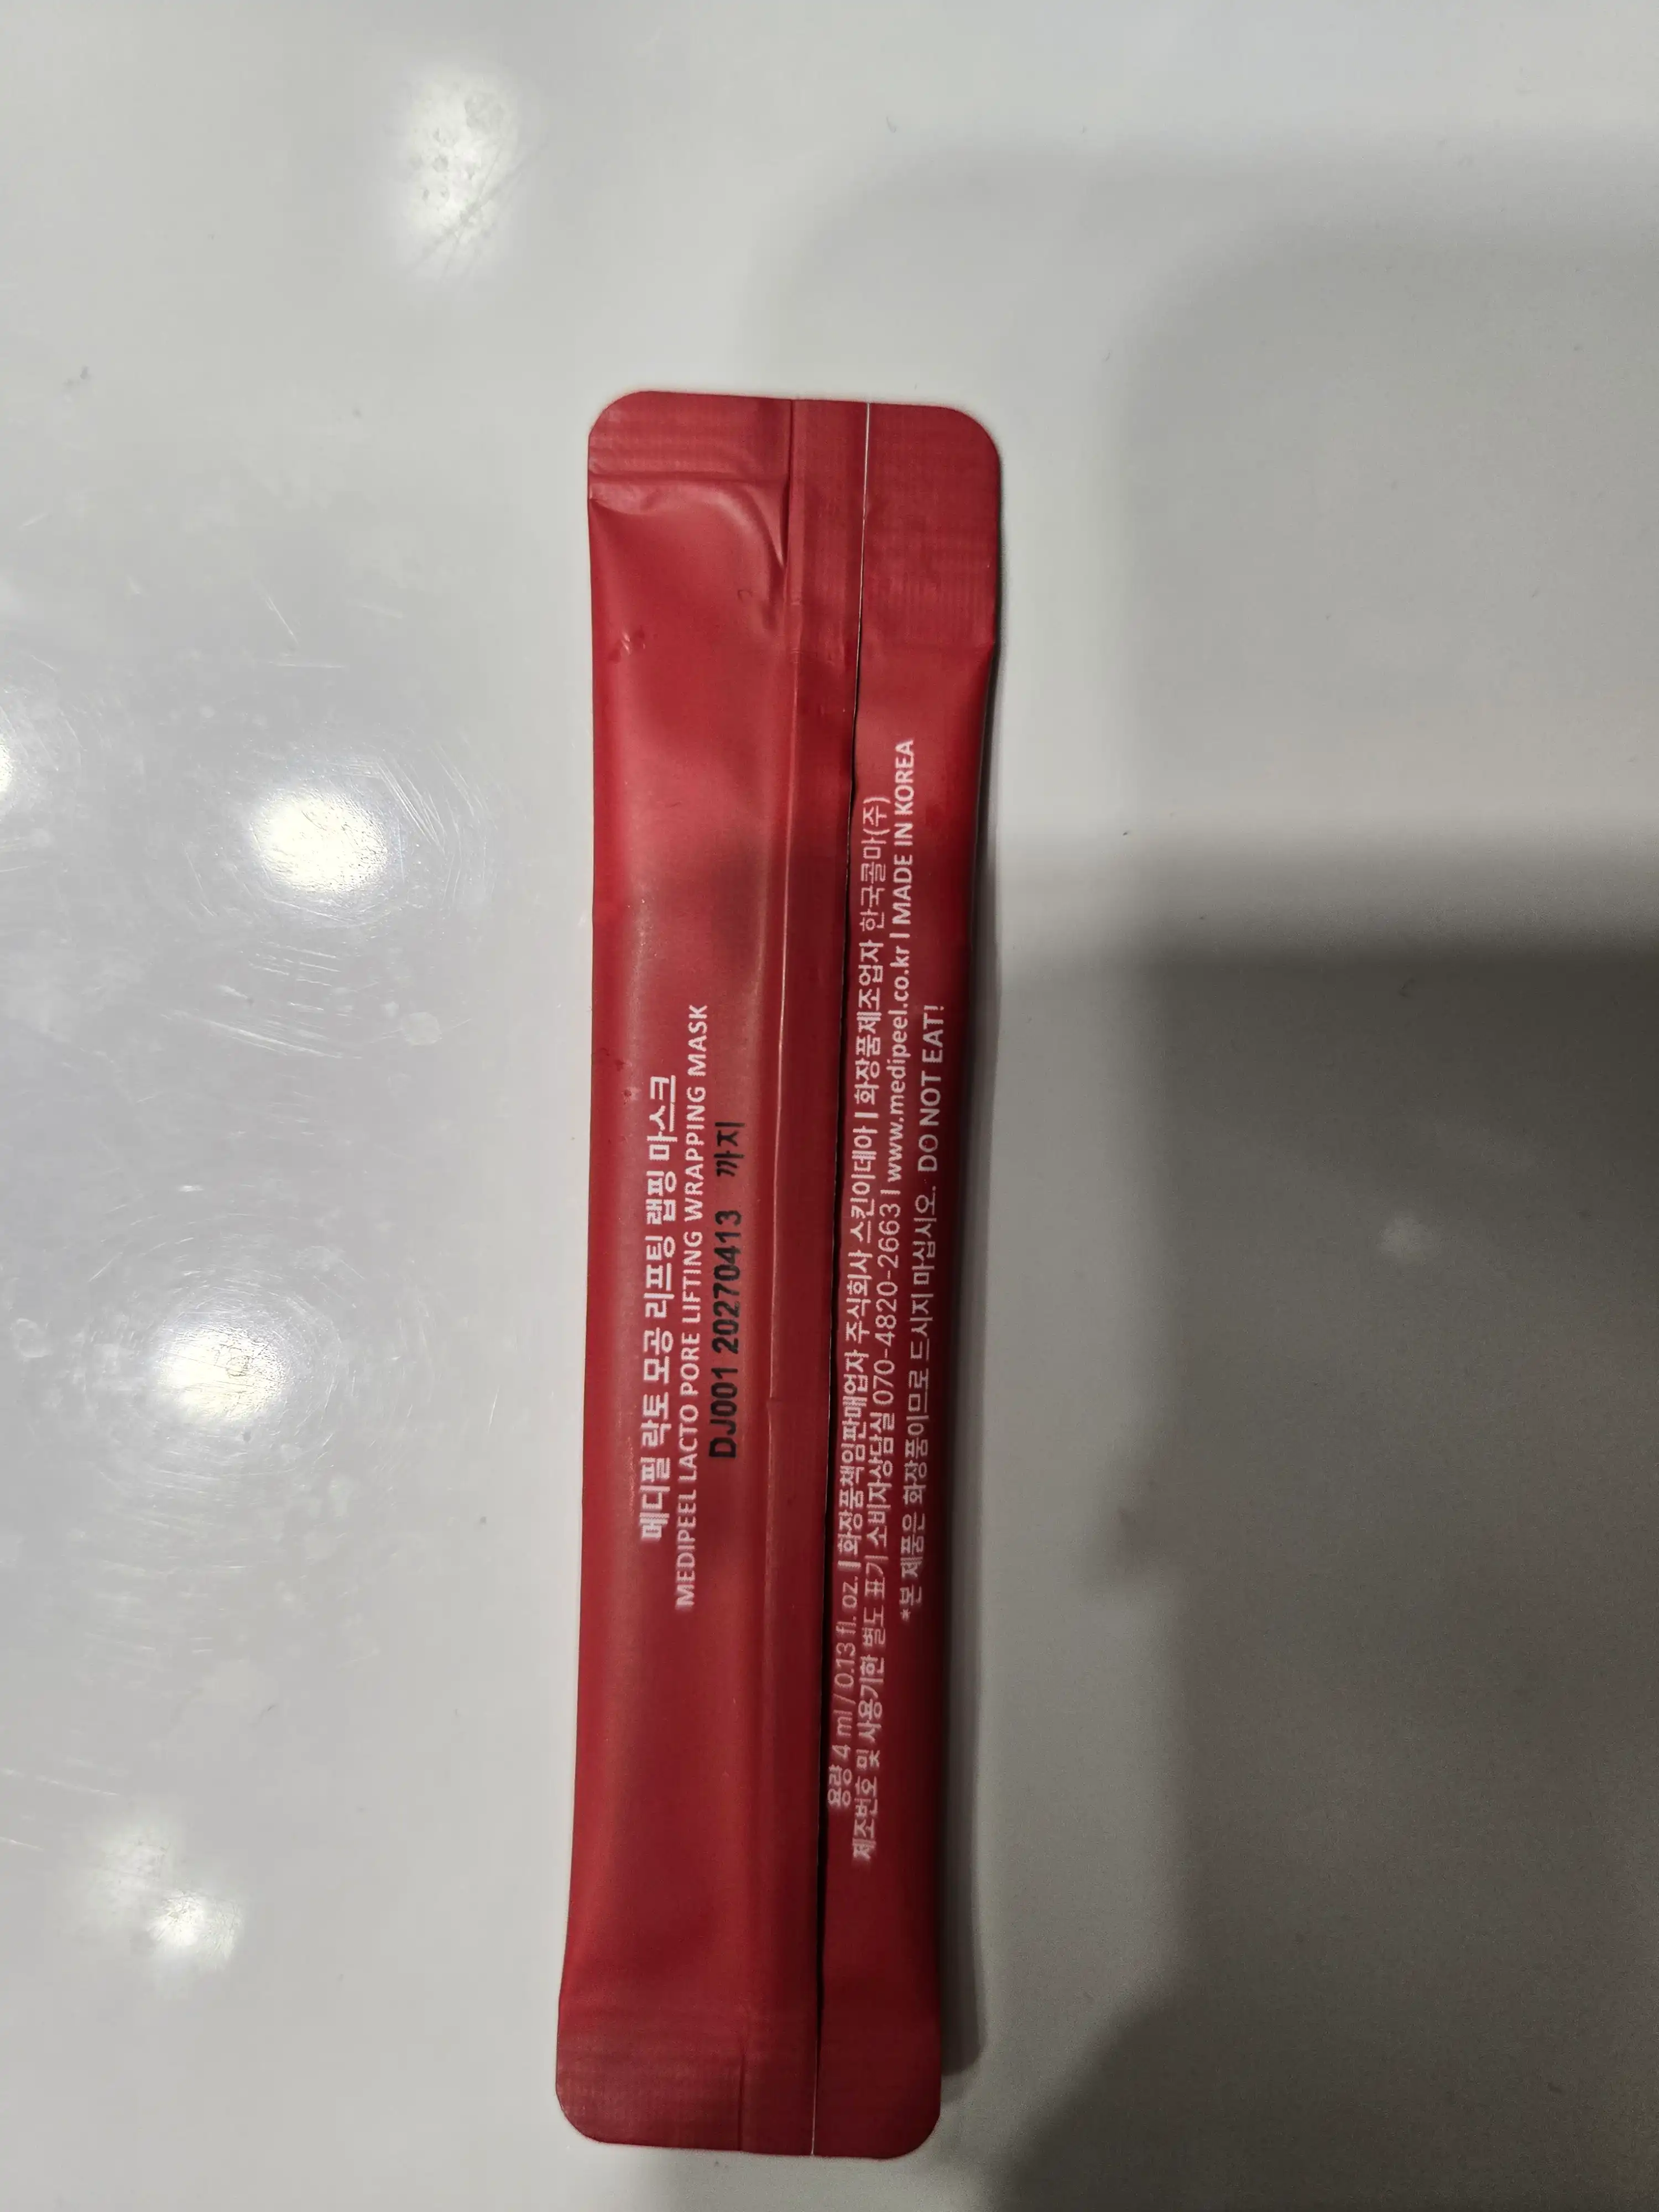 메디필 락토 모공 리프팅 랩핑 마스크
MEDIPEEL LACTO PORE LIFTING WRAPPING MASK
DJ001 20270413 까지
용량 4 ml / 0.13 fl. oz. | 화장품책임판매업자 주식회사 스킨이데아 | 화장품제조업자 한국콜마(주)
제조번호 및 사용기한 별도 표기 소비자상담실 070-4820-2663 | www.medipeel.co.kr | MADE IN KOREA
*본 제품은 화장품이므로 드시지 마십시오. DO NOT EAT!